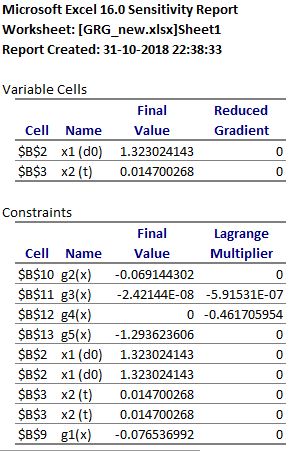 Microsoft Excel 16.0 Sensitivity Report
Worksheet: [GRG_new.xlsx]Sheet1
Report Created: 31-10-2018 22:38:33
Variable Cells
Final Reduced
Cell Name Value Gradient
$B$2 x1 (d0) 1.323024143 0
$B$3 x2 (t) 0.014700268 0
Constraints
Final Lagrange
Cell Name Value Multiplier
$B$10 g2(x) -0.069144302 0
$B$11 g3(x) -2.42144E-08 -5.91531E-07
$B$12 g4(x) 0 -0.461705954
$B$13 g5(x) -1.293623606 0
$B$2 x1 (d0) 1.323024143 0
$B$2 x1 (d0) 1.323024143 0
$B$3 x2 (t) 0.014700268 0
$B$3 x2 (t) 0.014700268 0
$B$9 g1(x) -0.076536992 0